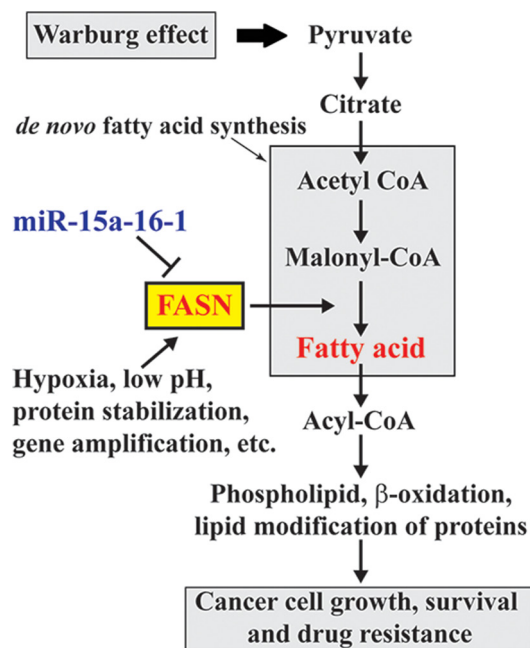 Warburg effect
Pyruvate
Citrate
de novo fatty acid synthesis
Acetyl CoA
miR-15a-16-1
Malonyl-CoA
FASN
Fatty acid
Hypoxia, low pH,
protein stabilization,
gene amplification, etc.
Acyl-CoA
Phospholipid, β-oxidation,
lipid modification of proteins
Cancer cell growth, survival
and drug resistance